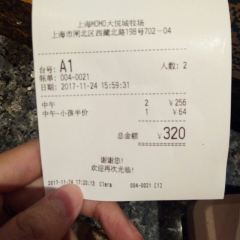 上海MOMO大悦城牧场
上海市闸北区西藏北路198号702-04
台号: A1 人数: 2
帐单: 004-0021
日期: 2017-11-24 15:59:31
中午 2 ¥256
中午-小孩半价 1 ¥64
总金额 ¥320
谢谢您!
欢迎再次光临!
2017-11-24 17:20:13 Clara 004-0021 [1]